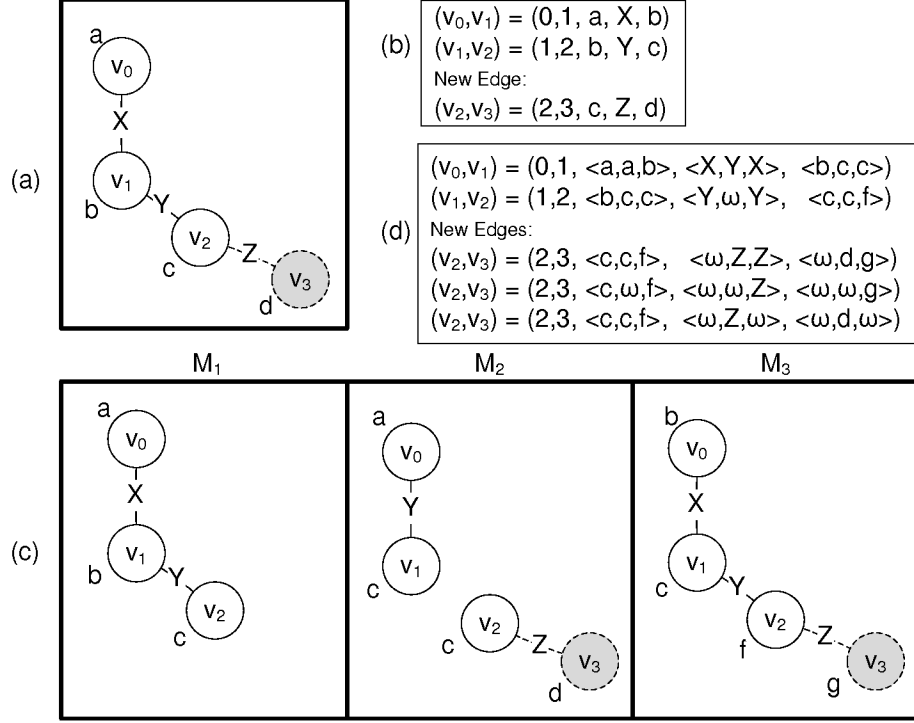 (a)
a
v0
X
v1
b
Y
v2
c
Z
v3
d
(b)
(v0,v1) = (0,1, a, X, b)
(v1,v2) = (1,2, b, Y, c)
New Edge:
(v2,v3) = (2,3, c, Z, d)
(d)
(v0,v1) = (0,1, <a,a,b>, <X,Y,X>, <b,c,c>)
(v1,v2) = (1,2, <b,c,c>, <Y,ω,Y>, <c,c,f>)
New Edges:
(v2,v3) = (2,3, <c,c,f>, <ω,Z,Z>, <ω,d,g>)
(v2,v3) = (2,3, <c,ω,f>, <ω,ω,Z>, <ω,ω,g>)
(v2,v3) = (2,3, <c,c,f>, <ω,Z,ω>, <ω,d,ω>)
(c)
M1
a
v0
X
v1
b
Y
v2
c
M2
a
v0
Y
v1
c
v2
c
Z
v3
d
M3
b
v0
X
v1
c
Y
v2
f
Z
v3
g